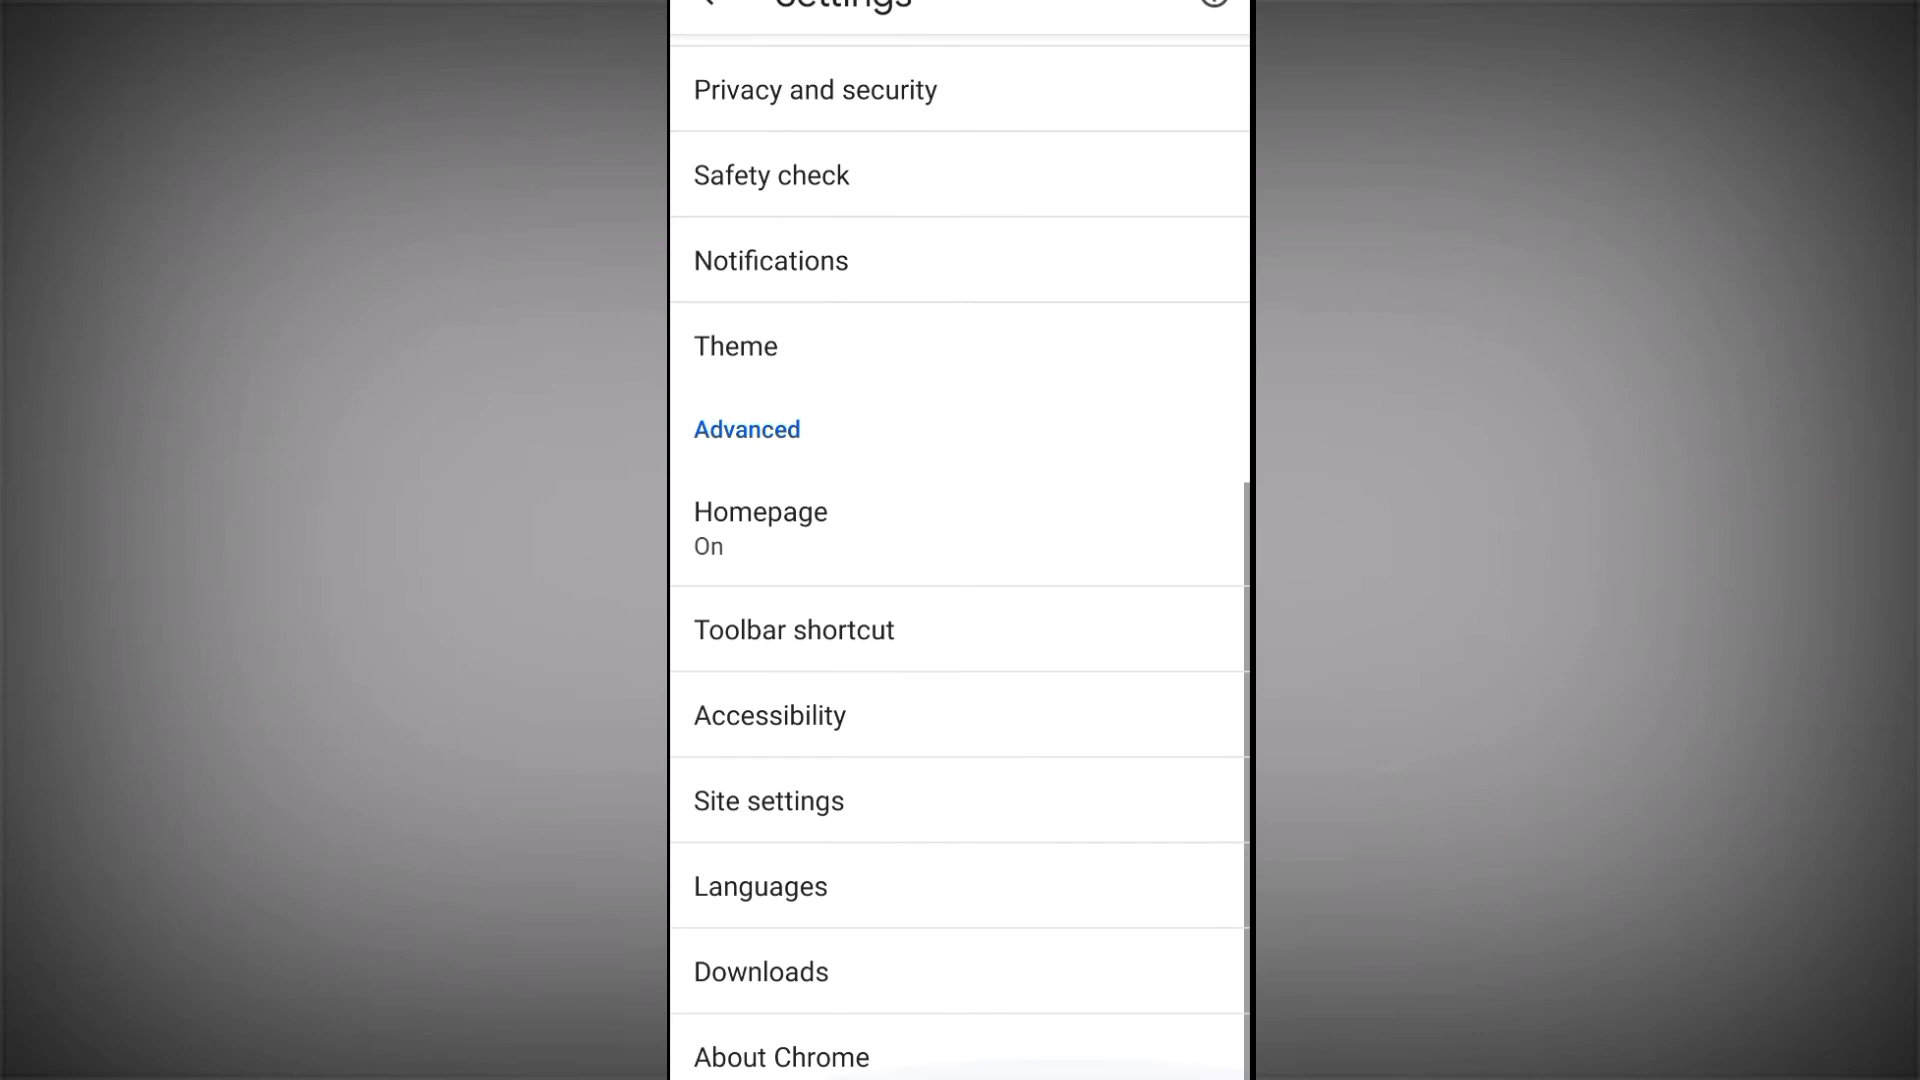 Settings
Privacy and security
Safety check
Notifications
Theme
Advanced
Homepage
On
Toolbar shortcut
Accessibility
Site settings
Languages
Downloads
About Chrome